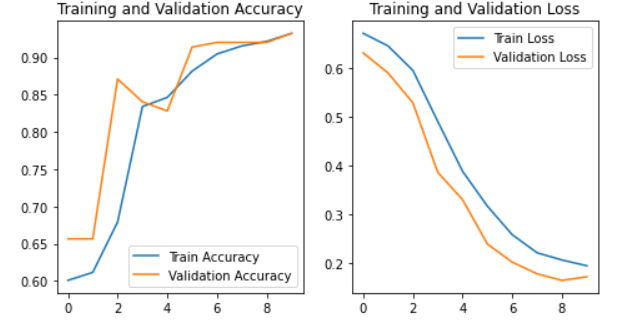 Training and Validation Accuracy
0.90
0.85
0.80
0.75
0.70
0.65
0.60
Train Accuracy
Validation Accuracy
0 2 4 6 8
Training and Validation Loss
Train Loss
Validation Loss
0.6
0.5
0.4
0.3
0.2
0 2 4 6 8